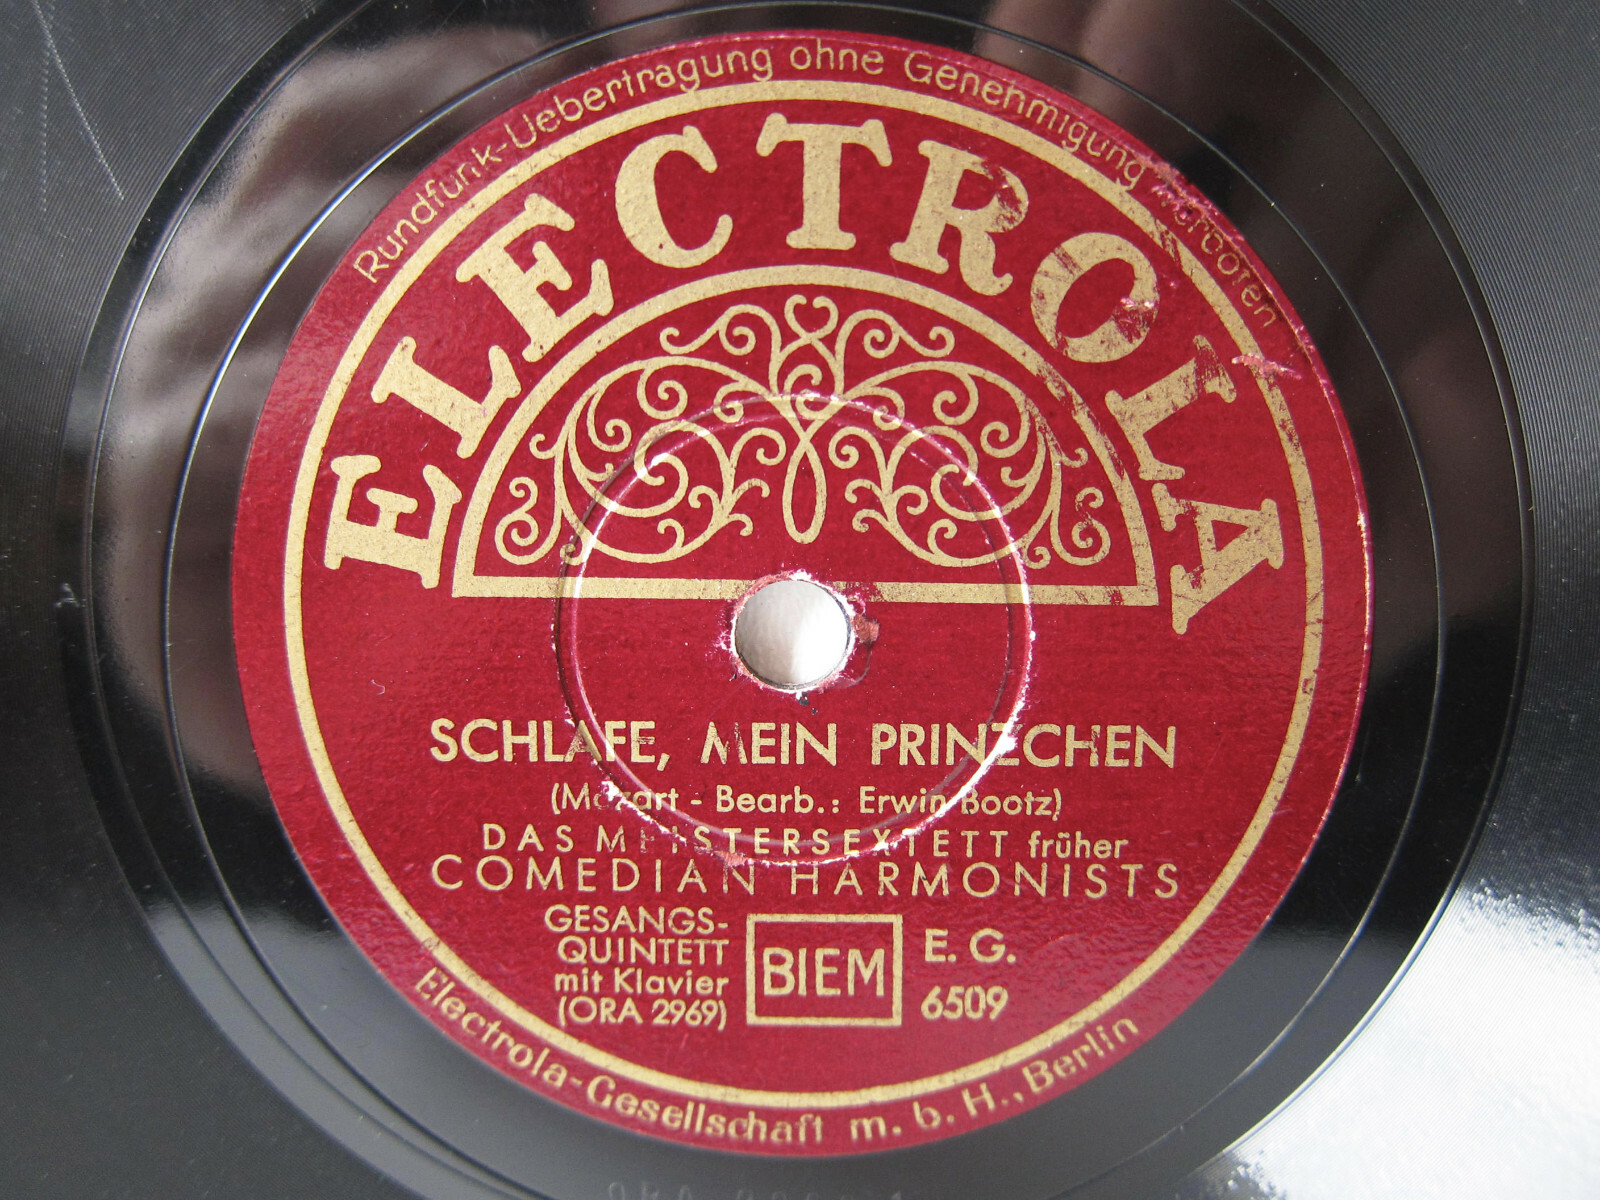 Rundfunk-Uebertragung ohne Genehmigung verboten
ELECTROLA
SCHLAFE, MEIN PRINZCHEN
(Mozart - Bearb.: Erwin Bootz)
DAS MEISTERSEXTETT früher
COMEDIAN HARMONISTS
GESANGS-
QUINTETT
mit Klavier
(ORA 2969)
BIEM
E. G.
6509
Electrola-Gesellschaft m. b. H., Berlin
A